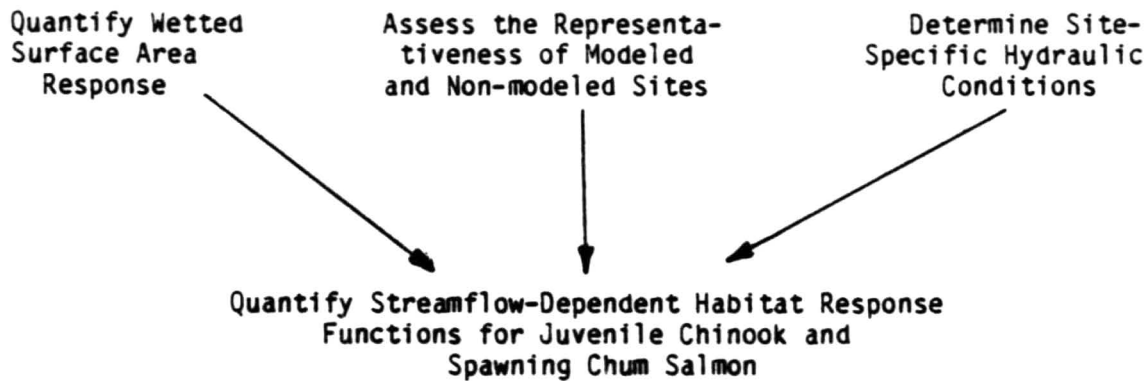 Quantify Wetted
Surface Area
Response
Assess the Representa-
tiveness of Modeled
and Non-modeled Sites
Determine Site-
Specific Hydraulic
Conditions
Quantify Streamflow-Dependent Habitat Response
Functions for Juvenile Chinook and
Spawning Chum Salmon